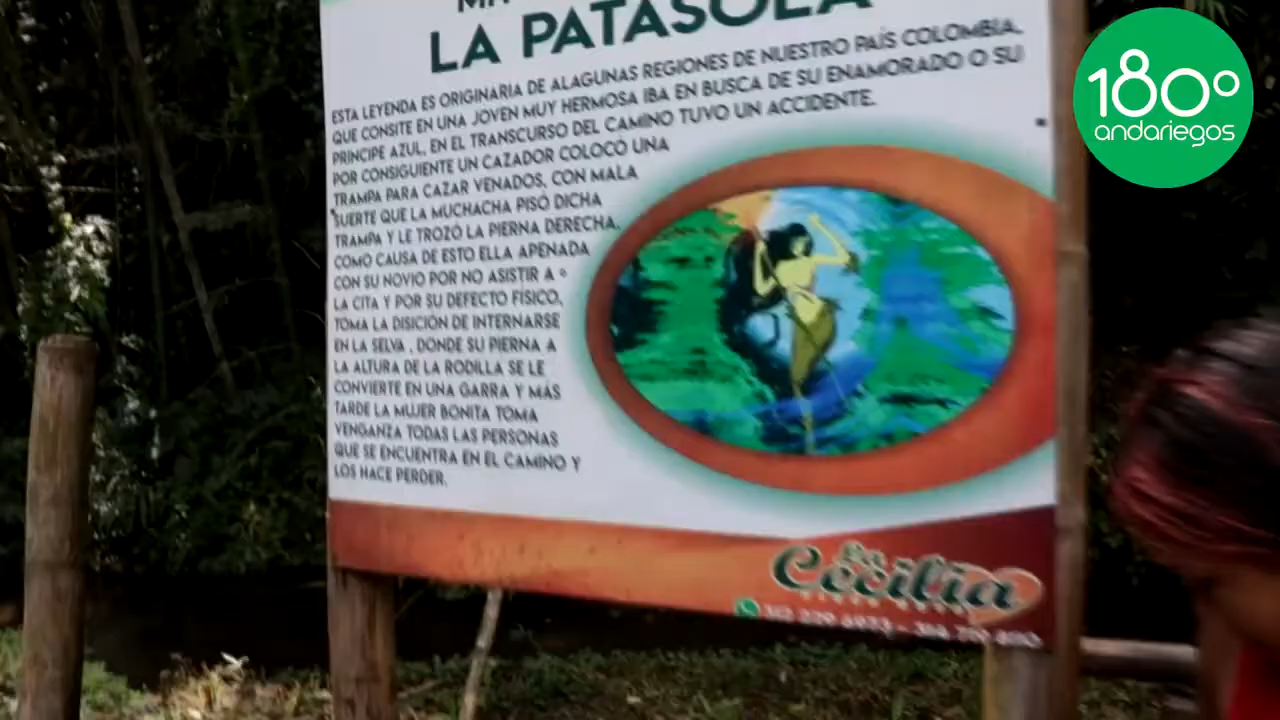 LA PATASOLA
ESTA LEYENDA ES ORIGINARIA DE ALAGUNAS REGIONES DE NUESTRO PAÍS COLOMBIA,
QUE CONSITE EN UNA JOVEN MUY HERMOSA IBA EN BUSCA DE SU ENAMORADO O SU
PRINCIPE AZUL, EN EL TRANSCURSO DEL CAMINO TUVO UN ACCIDENTE.
POR CONSIGUIENTE UN CAZADOR COLOCÓ UNA
TRAMPA PARA CAZAR VENADOS, CON MALA
SUERTE QUE LA MUCHACHA PISÓ DICHA
TRAMPA Y LE TROZÓ LA PIERNA DERECHA,
COMO CAUSA DE ESTO ELLA APENADA
CON SU NOVIO POR NO ASISTIR A
LA CITA Y POR SU DEFECTO FÍSICO,
TOMA LA DISICIÓN DE INTERNARSE
EN LA SELVA , DONDE SU PIERNA A
LA ALTURA DE LA RODILLA SE LE
CONVIERTE EN UNA GARRA Y MÁS
TARDE LA MUJER BONITA TOMA
VENGANZA TODAS LAS PERSONAS
QUE SE ENCUENTRA EN EL CAMINO Y
LOS HACE PERDER.
La
Cecilia
180°
andariegos